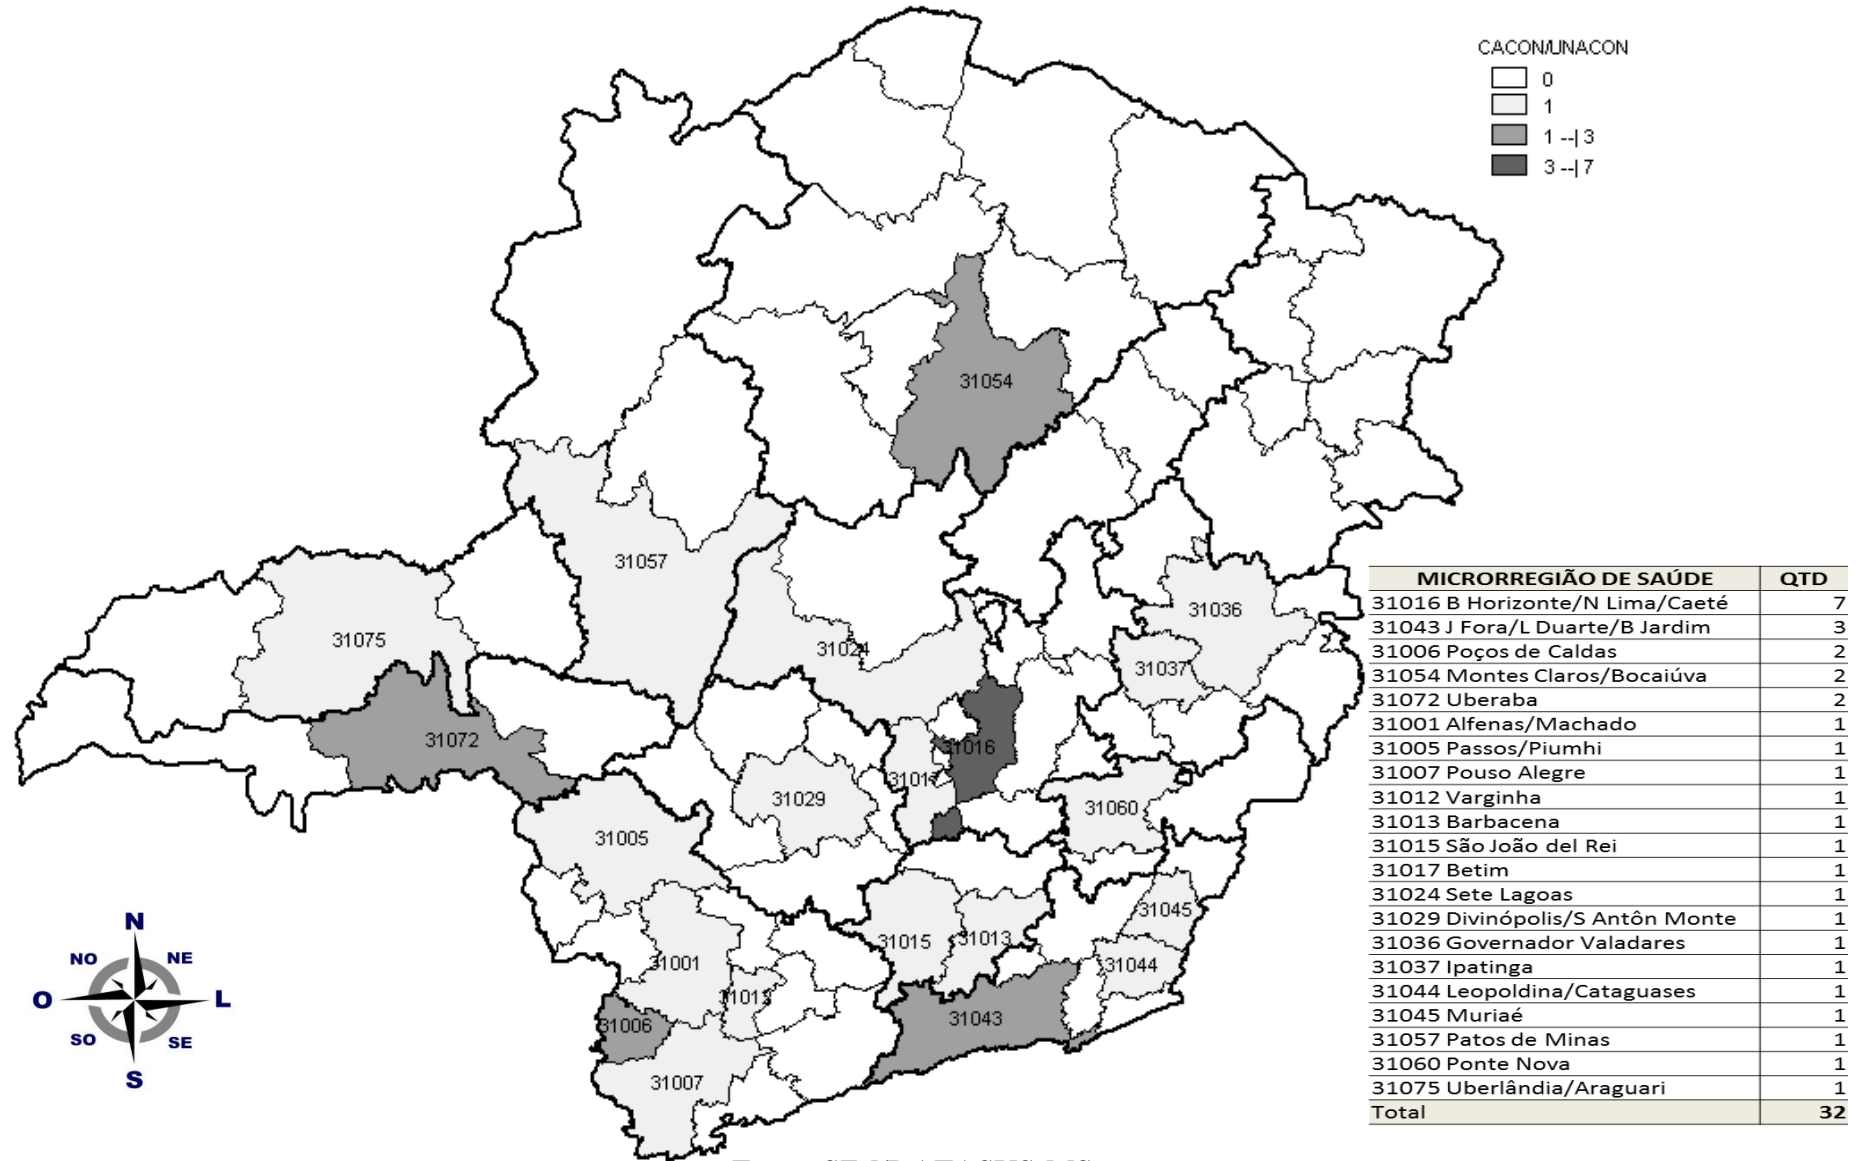 CACON/UNACON
0
1
1 --| 3
3 --| 7
31054
31057
31036
31075
31024
31037
31072
31016
31017
31029
31060
31005
31045
31015
31013
31001
31044
31012
31006
31043
31007
N
NO NE
O L
SO SE
S
MICRORREGIÃO DE SAÚDE QTD
31016 B Horizonte/N Lima/Caeté 7
31043 J Fora/L Duarte/B Jardim 3
31006 Poços de Caldas 2
31054 Montes Claros/Bocaiúva 2
31072 Uberaba 2
31001 Alfenas/Machado 1
31005 Passos/Piumhi 1
31007 Pouso Alegre 1
31012 Varginha 1
31013 Barbacena 1
31015 São João del Rei 1
31017 Betim 1
31024 Sete Lagoas 1
31029 Divinópolis/S Antôn Monte 1
31036 Governador Valadares 1
31037 Ipatinga 1
31044 Leopoldina/Cataguases 1
31045 Muriaé 1
31057 Patos de Minas 1
31060 Ponte Nova 1
31075 Uberlândia/Araguari 1
Total 32